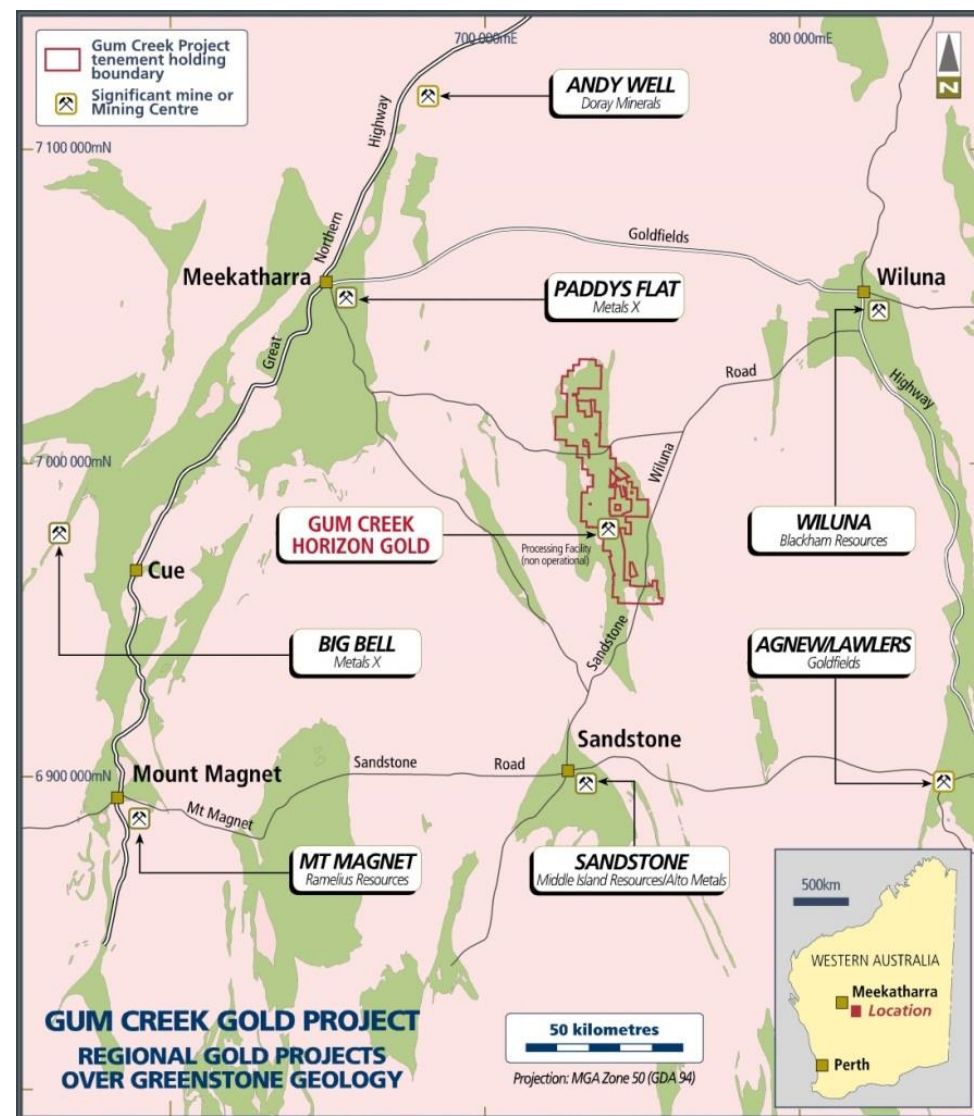 Gum Creek Project
tenement holding
boundary
Significant mine or
Mining Centre
700 000mE
800 000mE
N
ANDY WELL
Doray Minerals
Highway
7 100 000mN
Northern
Goldfields
Meekatharra
PADDYS FLAT
Metals X
Wiluna
Great
Road
Highway
7 000 000mN
Wiluna
GUM CREEK
HORIZON GOLD
Processing Facility
(non operational)
WILUNA
Blackham Resources
Cue
BIG BELL
Metals X
Sandstone
AGNEW/LAWLERS
Goldfields
Sandstone
6 900 000mN
Mount Magnet
Sandstone
Road
Mt Magnet
MT MAGNET
Ramelius Resources
SANDSTONE
Middle Island Resources/Alto Metals
500km
WESTERN AUSTRALIA
Meekatharra
Location
Perth
GUM CREEK GOLD PROJECT
REGIONAL GOLD PROJECTS
OVER GREENSTONE GEOLOGY
50 kilometres
Projection: MGA Zone 50 (GDA 94)